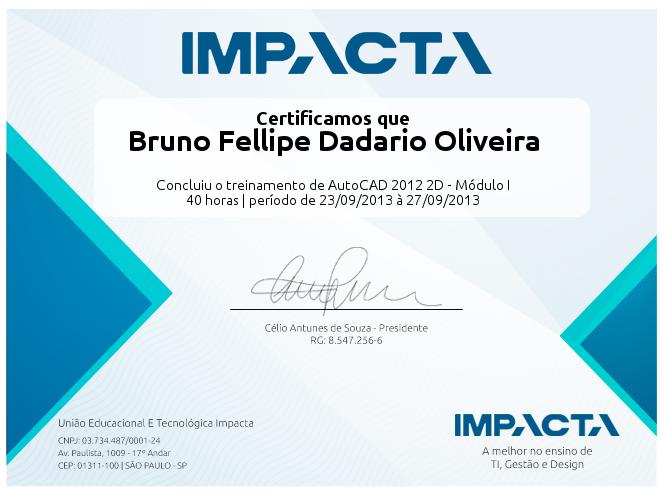 IMPACTA
Certificamos que
Bruno Fellipe Dadario Oliveira
Concluiu o treinamento de AutoCAD 2012 2D - Módulo I
40 horas | período de 23/09/2013 à 27/09/2013
Célio Antunes de Souza - Presidente
RG: 8.547.256-6
União Educacional E Tecnológica Impacta
CNPJ: 03.734.487/0001-24
Av. Paulista, 1009 - 17º Andar
CEP: 01311-100 | SÃO PAULO - SP
IMPACTA
A melhor no ensino de
TI, Gestão e Design